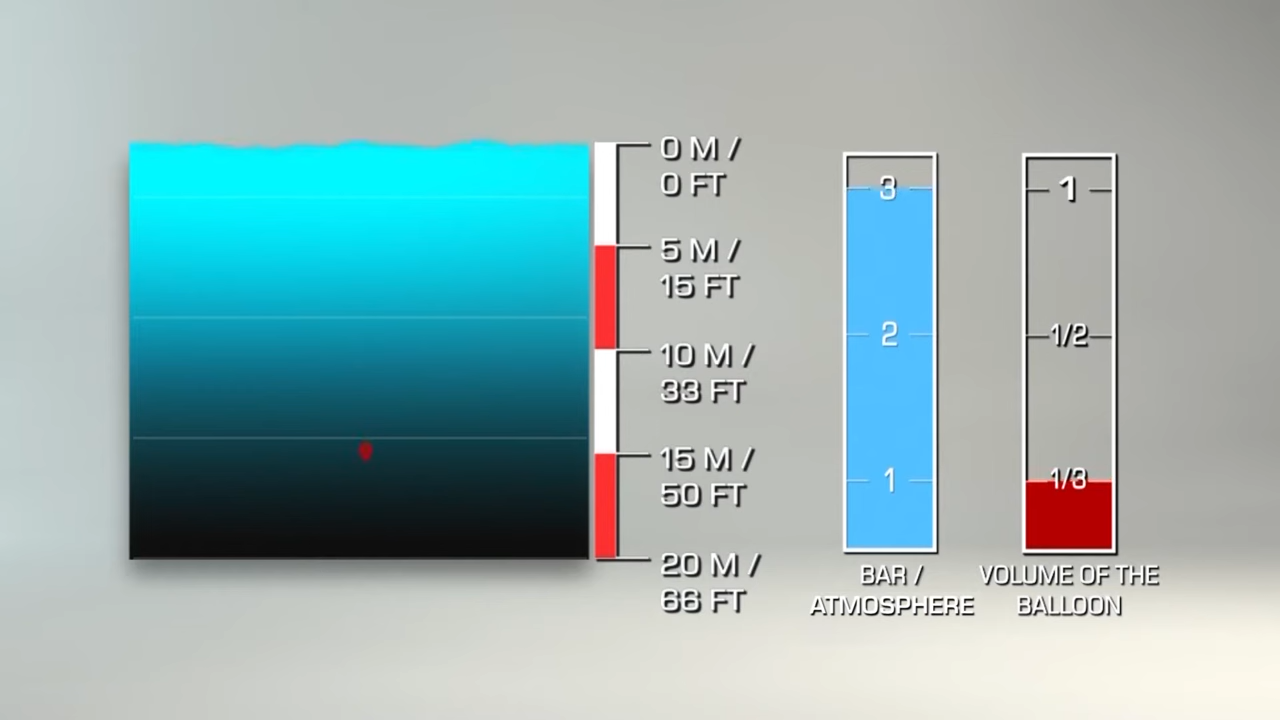 0 M /
0 FT
5 M /
15 FT
10 M /
33 FT
15 M /
50 FT
20 M /
66 FT
3
2
1
BAR /
ATMOSPHERE
1
1/2
1/3
VOLUME OF THE
BALLOON